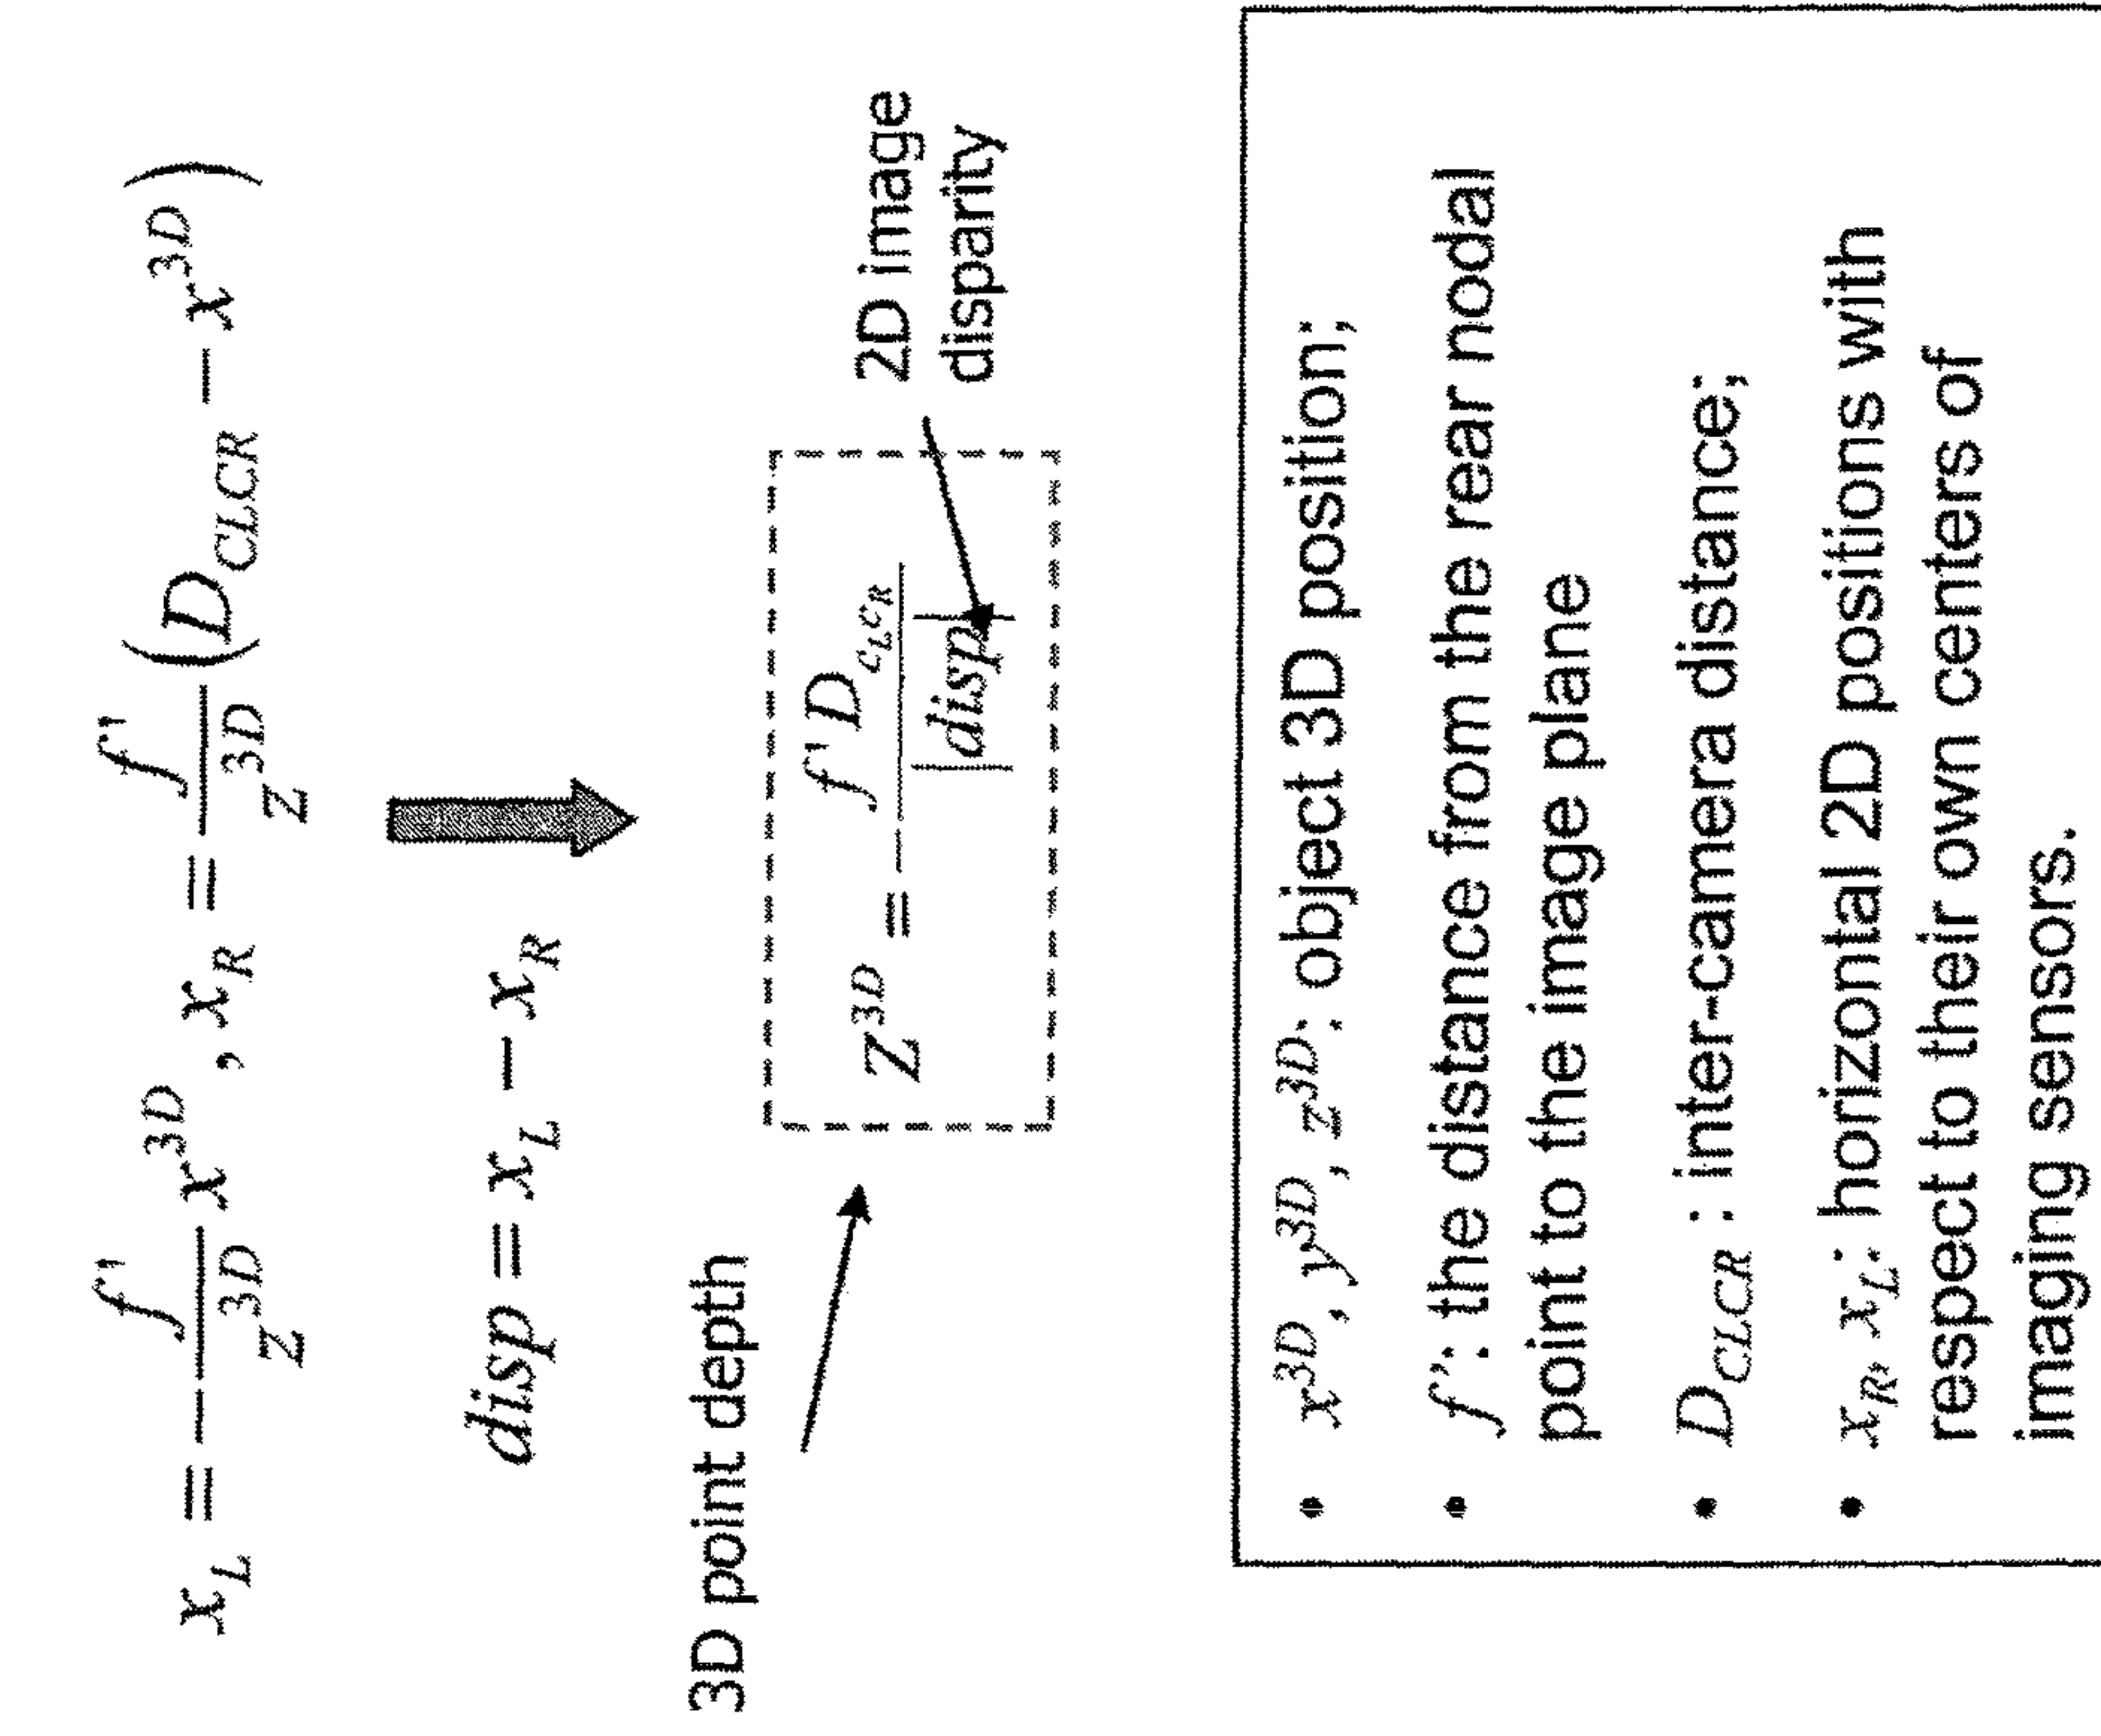 x_L = -\frac{f'}{z^{3D}} x^{3D}, x_R = \frac{f'}{z^{3D}} (D_{CLCR} - x^{3D})
disp = x_L - x_R
3D point depth
Z^{3D} = -\frac{f' D_{c_L c_R}}{|disp|}
2D image
disparity
• x^{3D}, y^{3D}, z^{3D}: object 3D position;
• f': the distance from the rear nodal
point to the image plane
• D_{CLCR} : inter-camera distance;
• x_R, x_L: horizontal 2D positions with
respect to their own centers of
imaging sensors.